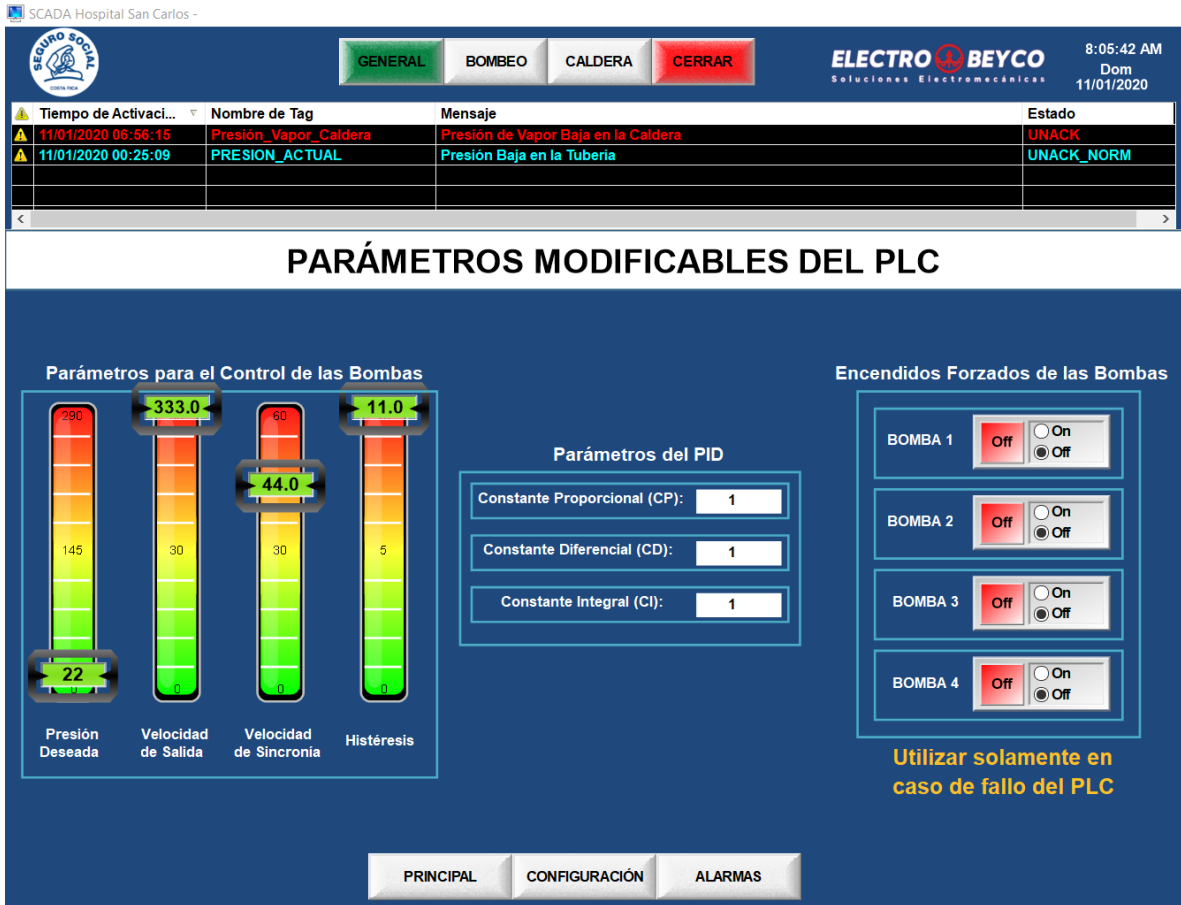 SCADA Hospital San Carlos -
SEGURO SOCIAL
COSTA RICA
GENERAL BOMBEO CALDERA CERRAR
ELECTRO BEYCO
Soluciones Electromecánicas
8:05:42 AM
Dom
11/01/2020
Tiempo de Activaci... Nombre de Tag Mensaje Estado
11/01/2020 06:56:15 Presión_Vapor_Caldera Presión de Vapor Baja en la Caldera UNACK
11/01/2020 00:25:09 PRESION_ACTUAL Presión Baja en la Tubería UNACK_NORM
PARÁMETROS MODIFICABLES DEL PLC
Parámetros para el Control de las Bombas
290 333.0 60 11.0
44.0
145 30 30 5
22
0 0 0 0
Presión Deseada
Velocidad de Salida
Velocidad de Sincronía
Histéresis
Parámetros del PID
Constante Proporcional (CP): 1
Constante Diferencial (CD): 1
Constante Integral (CI): 1
Encendidos Forzados de las Bombas
BOMBA 1 Off On
Off
BOMBA 2 Off On
Off
BOMBA 3 Off On
Off
BOMBA 4 Off On
Off
Utilizar solamente en
caso de fallo del PLC
PRINCIPAL CONFIGURACIÓN ALARMAS